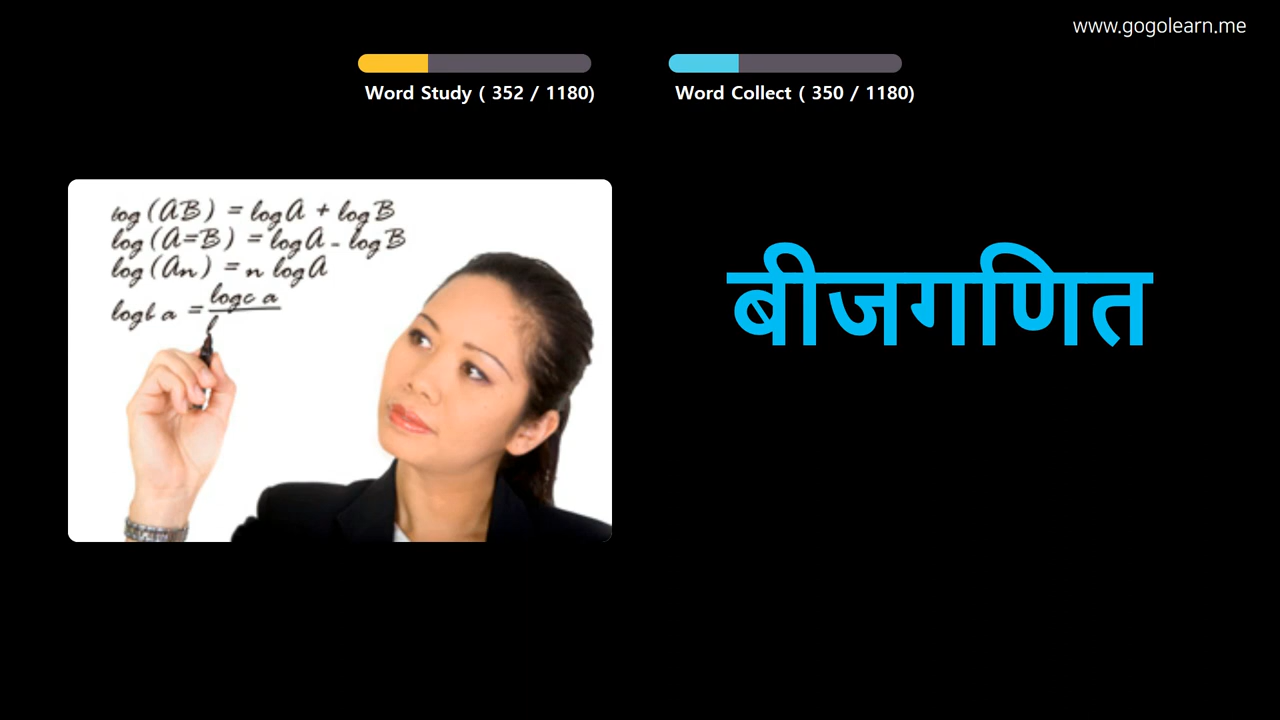 www.gogolearn.me
Word Study ( 352 / 1180)
Word Collect ( 350 / 1180)
log (AB) = log A + log B
log (A=B) = log A - log B
log (An) = n log A
logb a = logc a
बीजगणित